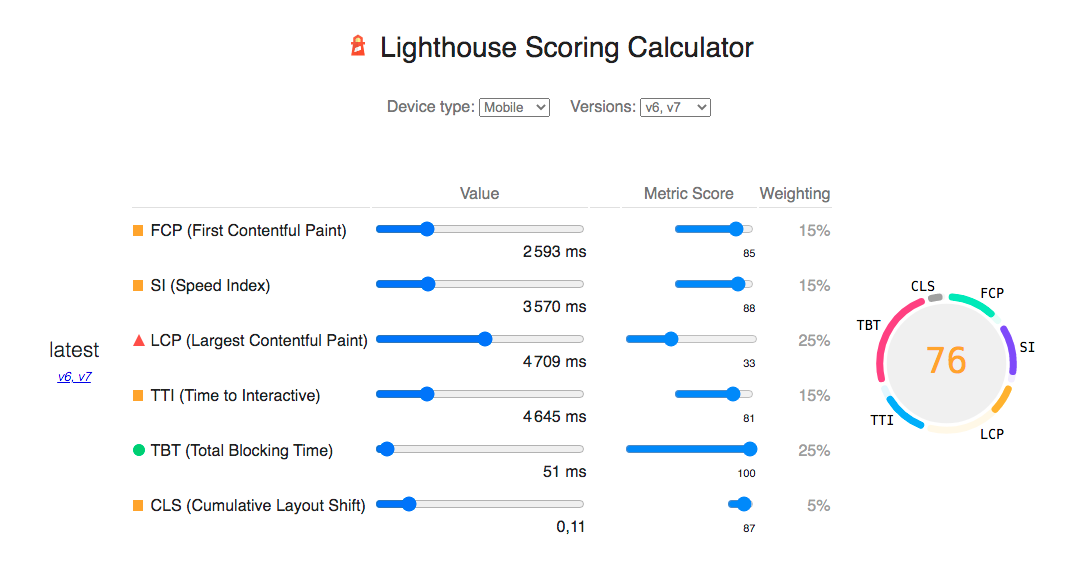 Lighthouse Scoring Calculator
Device type: Mobile Versions: v6, v7
Value Metric Score Weighting
FCP (First Contentful Paint) 15%
2 593 ms 85
SI (Speed Index) 15%
3 570 ms 88
latest
v6, v7
LCP (Largest Contentful Paint) 25%
4 709 ms 33
TTI (Time to Interactive) 15%
4 645 ms 81
TBT (Total Blocking Time) 25%
51 ms 100
CLS (Cumulative Layout Shift) 5%
0,11 87
CLS
FCP
TBT
SI
76
TTI
LCP